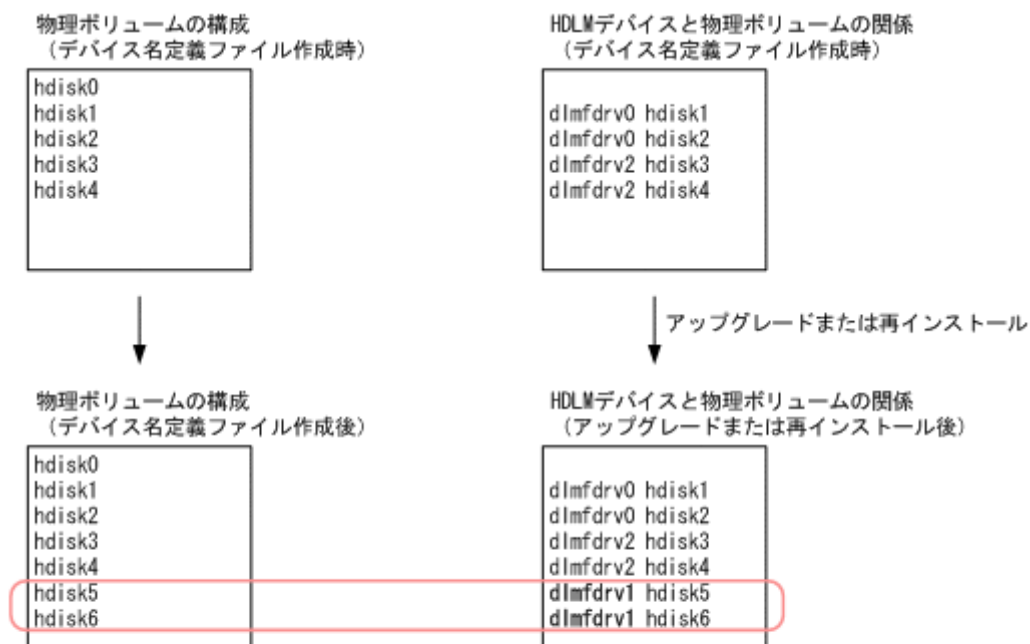 物理ボリュームの構成
（デバイス名定義ファイル作成時）
hdisk0
hdisk1
hdisk2
hdisk3
hdisk4
HDLMデバイスと物理ボリュームの関係
（デバイス名定義ファイル作成時）
dlmfdrv0 hdisk1
dlmfdrv0 hdisk2
dlmfdrv2 hdisk3
dlmfdrv2 hdisk4
アップグレードまたは再インストール
物理ボリュームの構成
（デバイス名定義ファイル作成後）
hdisk0
hdisk1
hdisk2
hdisk3
hdisk4
hdisk5
hdisk6
HDLMデバイスと物理ボリュームの関係
（アップグレードまたは再インストール後）
dlmfdrv0 hdisk1
dlmfdrv0 hdisk2
dlmfdrv2 hdisk3
dlmfdrv2 hdisk4
dlmfdrv1 hdisk5
dlmfdrv1 hdisk6